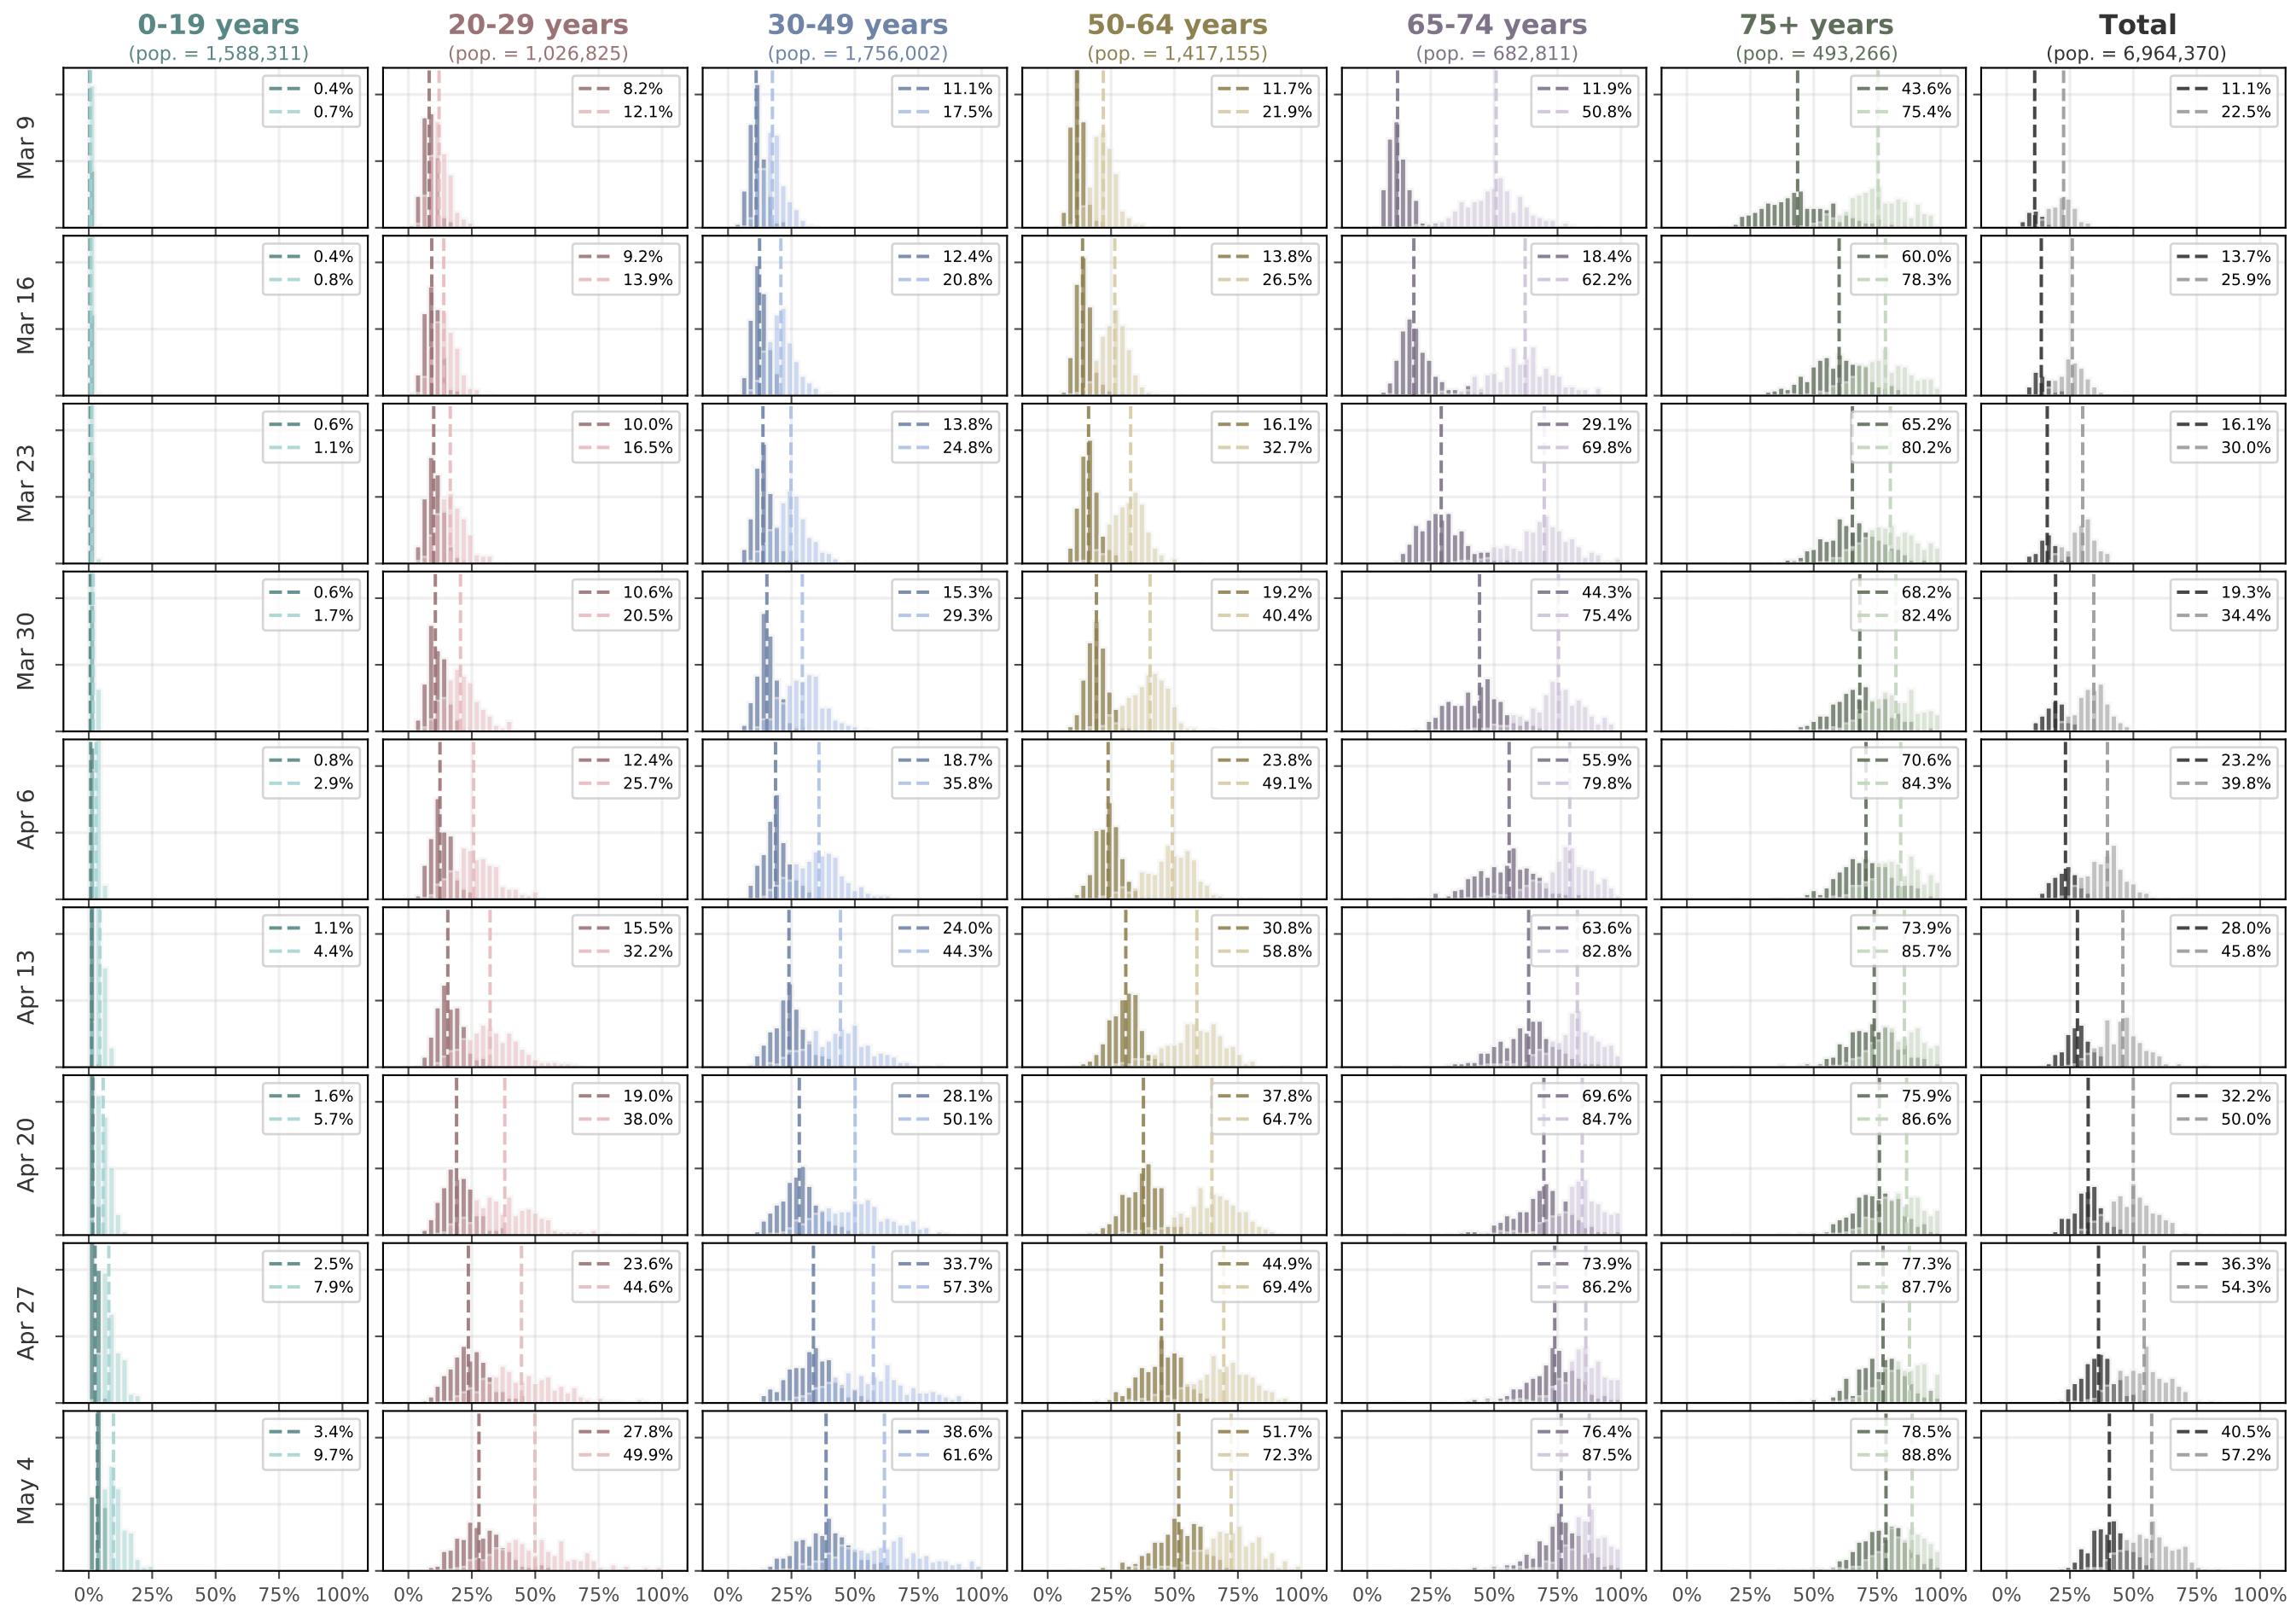 0-19 years 20-29 years 30-49 years 50-64 years 65-74 years 75+ years Total
(pop. = 1,588,311) (pop. = 1,026,825) (pop. = 1,756,002) (pop. = 1,417,155) (pop. = 682,811) (pop. = 493,266) (pop. = 6,964,370)
Mar 9
0.4% 8.2% 11.1% 11.7% 11.9% 43.6% 11.1%
0.7% 12.1% 17.5% 21.9% 50.8% 75.4% 22.5%
Mar 16
0.4% 9.2% 12.4% 13.8% 18.4% 60.0% 13.7%
0.8% 13.9% 20.8% 26.5% 62.2% 78.3% 25.9%
Mar 23
0.6% 10.0% 13.8% 16.1% 29.1% 65.2% 16.1%
1.1% 16.5% 24.8% 32.7% 69.8% 80.2% 30.0%
Mar 30
0.6% 10.6% 15.3% 19.2% 44.3% 68.2% 19.3%
1.7% 20.5% 29.3% 40.4% 75.4% 82.4% 34.4%
Apr 6
0.8% 12.4% 18.7% 23.8% 55.9% 70.6% 23.2%
2.9% 25.7% 35.8% 49.1% 79.8% 84.3% 39.8%
Apr 13
1.1% 15.5% 24.0% 30.8% 63.6% 73.9% 28.0%
4.4% 32.2% 44.3% 58.8% 82.8% 85.7% 45.8%
Apr 20
1.6% 19.0% 28.1% 37.8% 69.6% 75.9% 32.2%
5.7% 38.0% 50.1% 64.7% 84.7% 86.6% 50.0%
Apr 27
2.5% 23.6% 33.7% 44.9% 73.9% 77.3% 36.3%
7.9% 44.6% 57.3% 69.4% 86.2% 87.7% 54.3%
May 4
3.4% 27.8% 38.6% 51.7% 76.4% 78.5% 40.5%
9.7% 49.9% 61.6% 72.3% 87.5% 88.8% 57.2%
0% 25% 50% 75% 100% 0% 25% 50% 75% 100% 0% 25% 50% 75% 100% 0% 25% 50% 75% 100% 0% 25% 50% 75% 100% 0% 25% 50% 75% 100% 0% 25% 50% 75% 100%